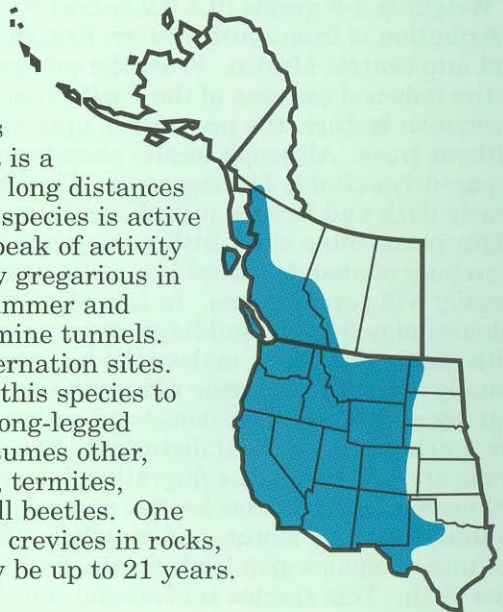 s
is a
long distances
species is active
peak of activity
gregarious in
ummer and
mine tunnels.
ernation sites.
this species to
ong-legged
sumes other,
, termites,
ll beetles. One
crevices in rocks,
y be up to 21 years.